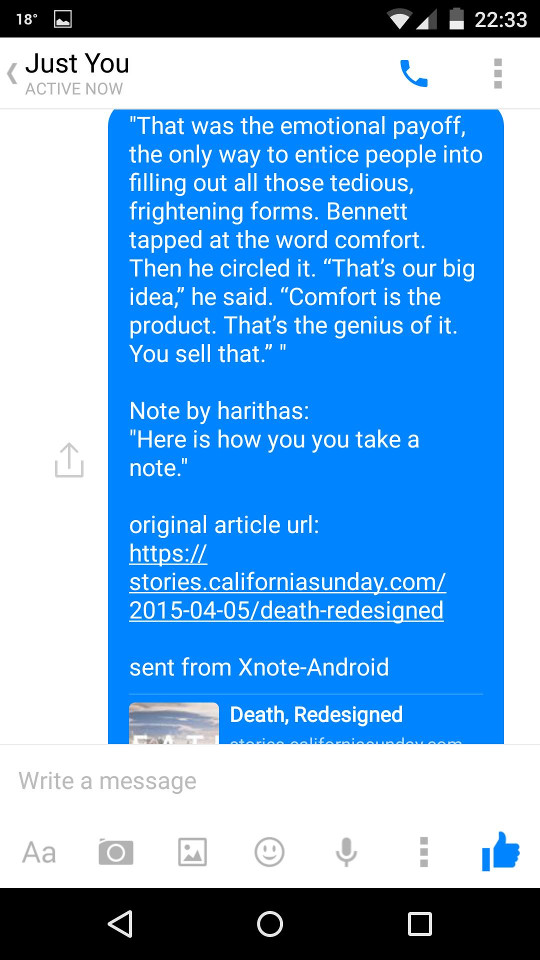 18°
22:33
Just You
ACTIVE NOW
"That was the emotional payoff,
the only way to entice people into
filling out all those tedious,
frightening forms. Bennett
tapped at the word comfort.
Then he circled it. “That’s our big
idea,” he said. “Comfort is the
product. That’s the genius of it.
You sell that.” "
Note by harithas:
"Here is how you you take a
note."
original article url:
https://
stories.californiasunday.com/
2015-04-05/death-redesigned
sent from Xnote-Android
Death, Redesigned
stories.californiasunday.com
Write a message
Aa